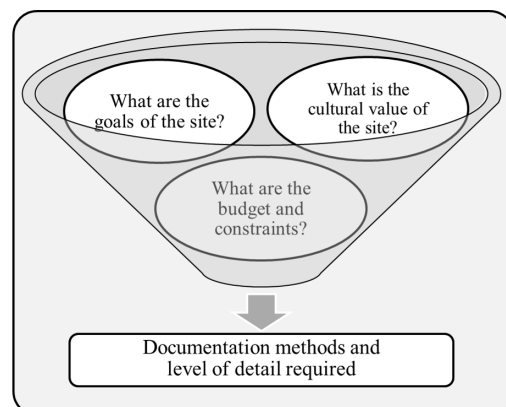 What are the
goals of the site?
What is the
cultural value of
the site?
What are the
budget and
constraints?
Documentation methods and
level of detail required